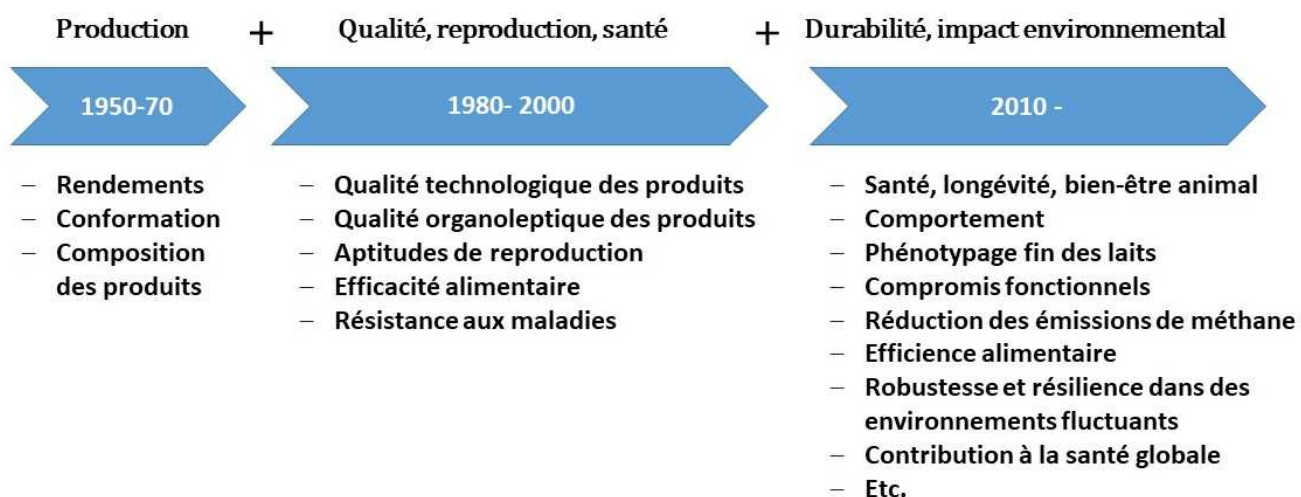 Production + Qualité, reproduction, santé + Durabilité, impact environnemental
1950-70
1980- 2000
2010 -
– Rendements
– Conformation
– Composition
des produits
– Qualité technologique des produits
– Qualité organoleptique des produits
– Aptitudes de reproduction
– Efficacité alimentaire
– Résistance aux maladies
– Santé, longévité, bien-être animal
– Comportement
– Phénotypage fin des laits
– Compromis fonctionnels
– Réduction des émissions de méthane
– Efficience alimentaire
– Robustesse et résilience dans des
environnements fluctuants
– Contribution à la santé globale
– Etc.